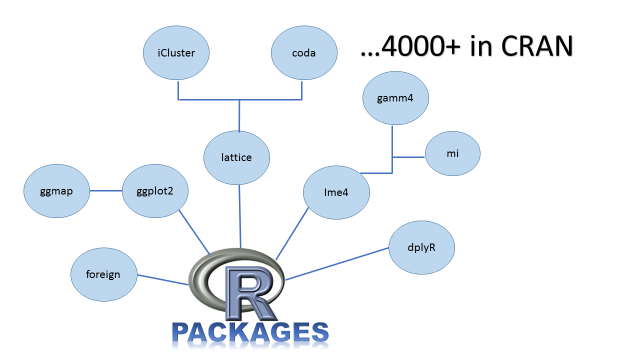 iCluster
coda
...4000+ in CRAN
gamm4
lattice
mi
ggmap
ggplot2
lme4
dplyR
foreign
R
PACKAGES